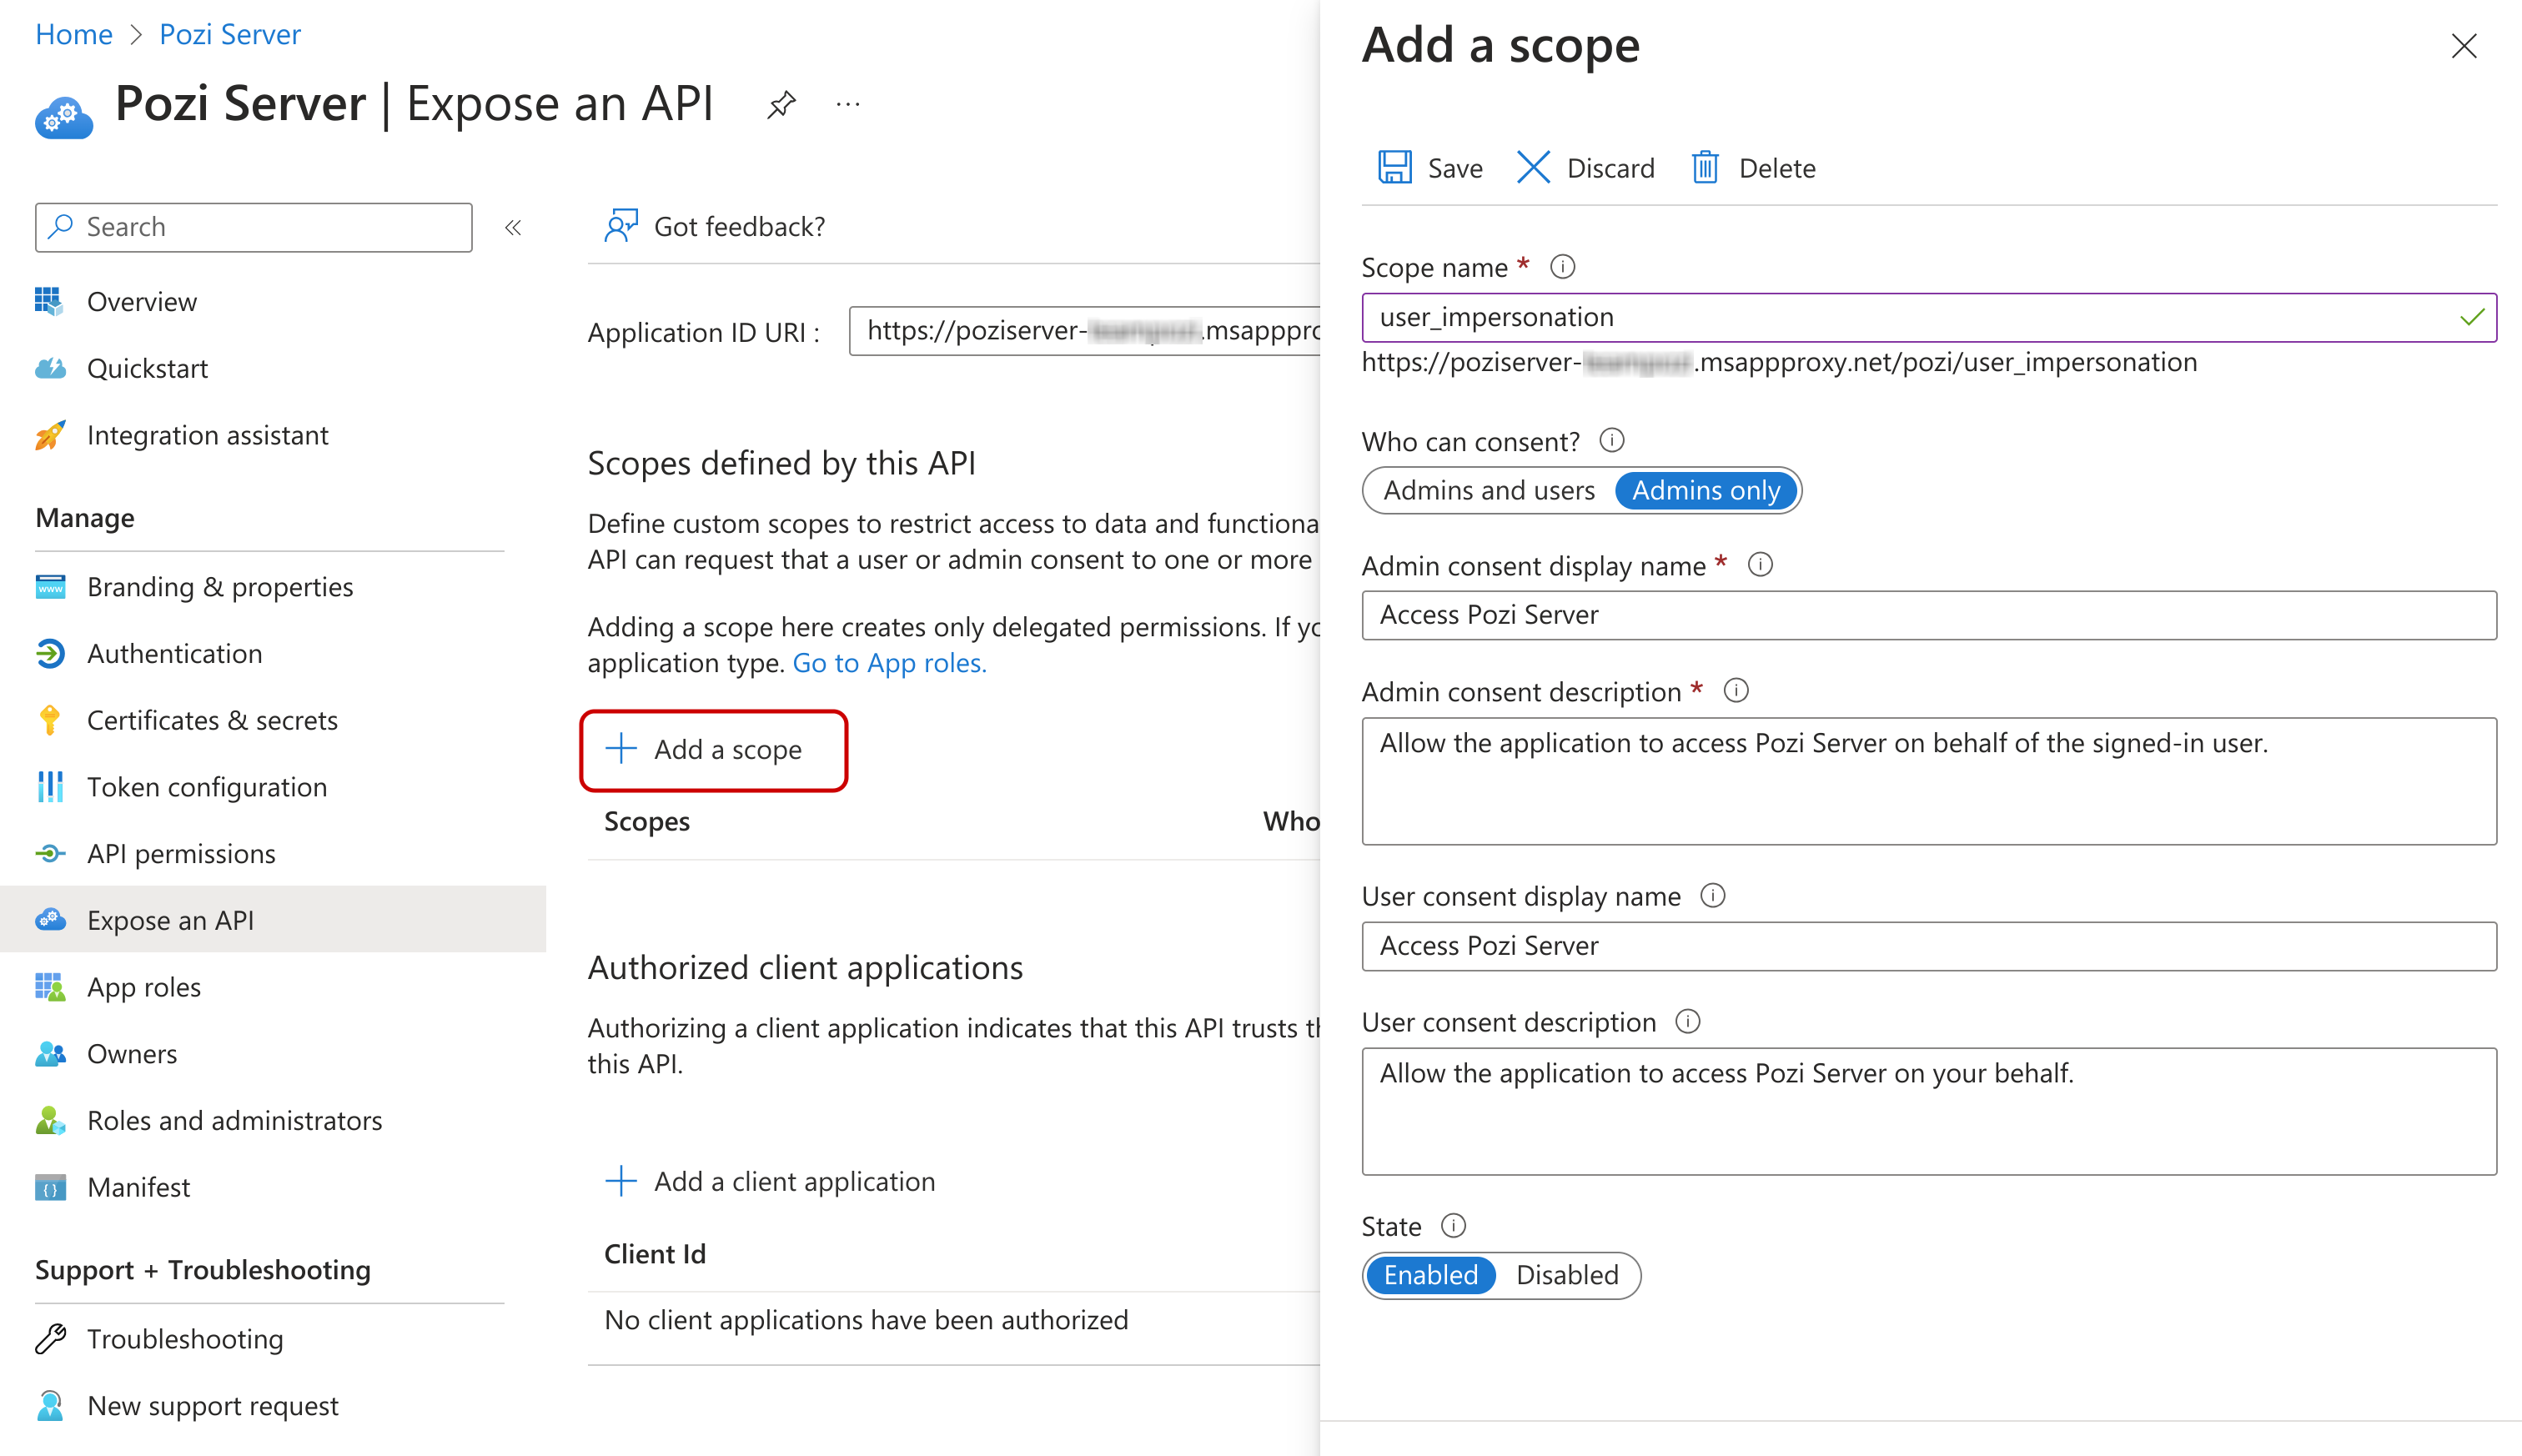 Home > Pozi Server
Pozi Server | Expose an API
Search
Overview
Quickstart
Integration assistant
Manage
Branding & properties
Authentication
Certificates & secrets
Token configuration
API permissions
Expose an API
App roles
Owners
Roles and administrators
Manifest
Support + Troubleshooting
Troubleshooting
New support request
Got feedback?
Application ID URI :
https://poziserver- .msapppro
Scopes defined by this API
Define custom scopes to restrict access to data and functiona
API can request that a user or admin consent to one or more
Adding a scope here creates only delegated permissions. If yo
application type. Go to App roles.
Add a scope
Scopes Who
Authorized client applications
Authorizing a client application indicates that this API trusts th
this API.
Add a client application
Client Id
No client applications have been authorized
Add a scope
Save Discard Delete
Scope name *
user_impersonation
https://poziserver- .msappproxy.net/pozi/user_impersonation
Who can consent?
Admins and users Admins only
Admin consent display name *
Access Pozi Server
Admin consent description *
Allow the application to access Pozi Server on behalf of the signed-in user.
User consent display name
Access Pozi Server
User consent description
Allow the application to access Pozi Server on your behalf.
State
Enabled Disabled